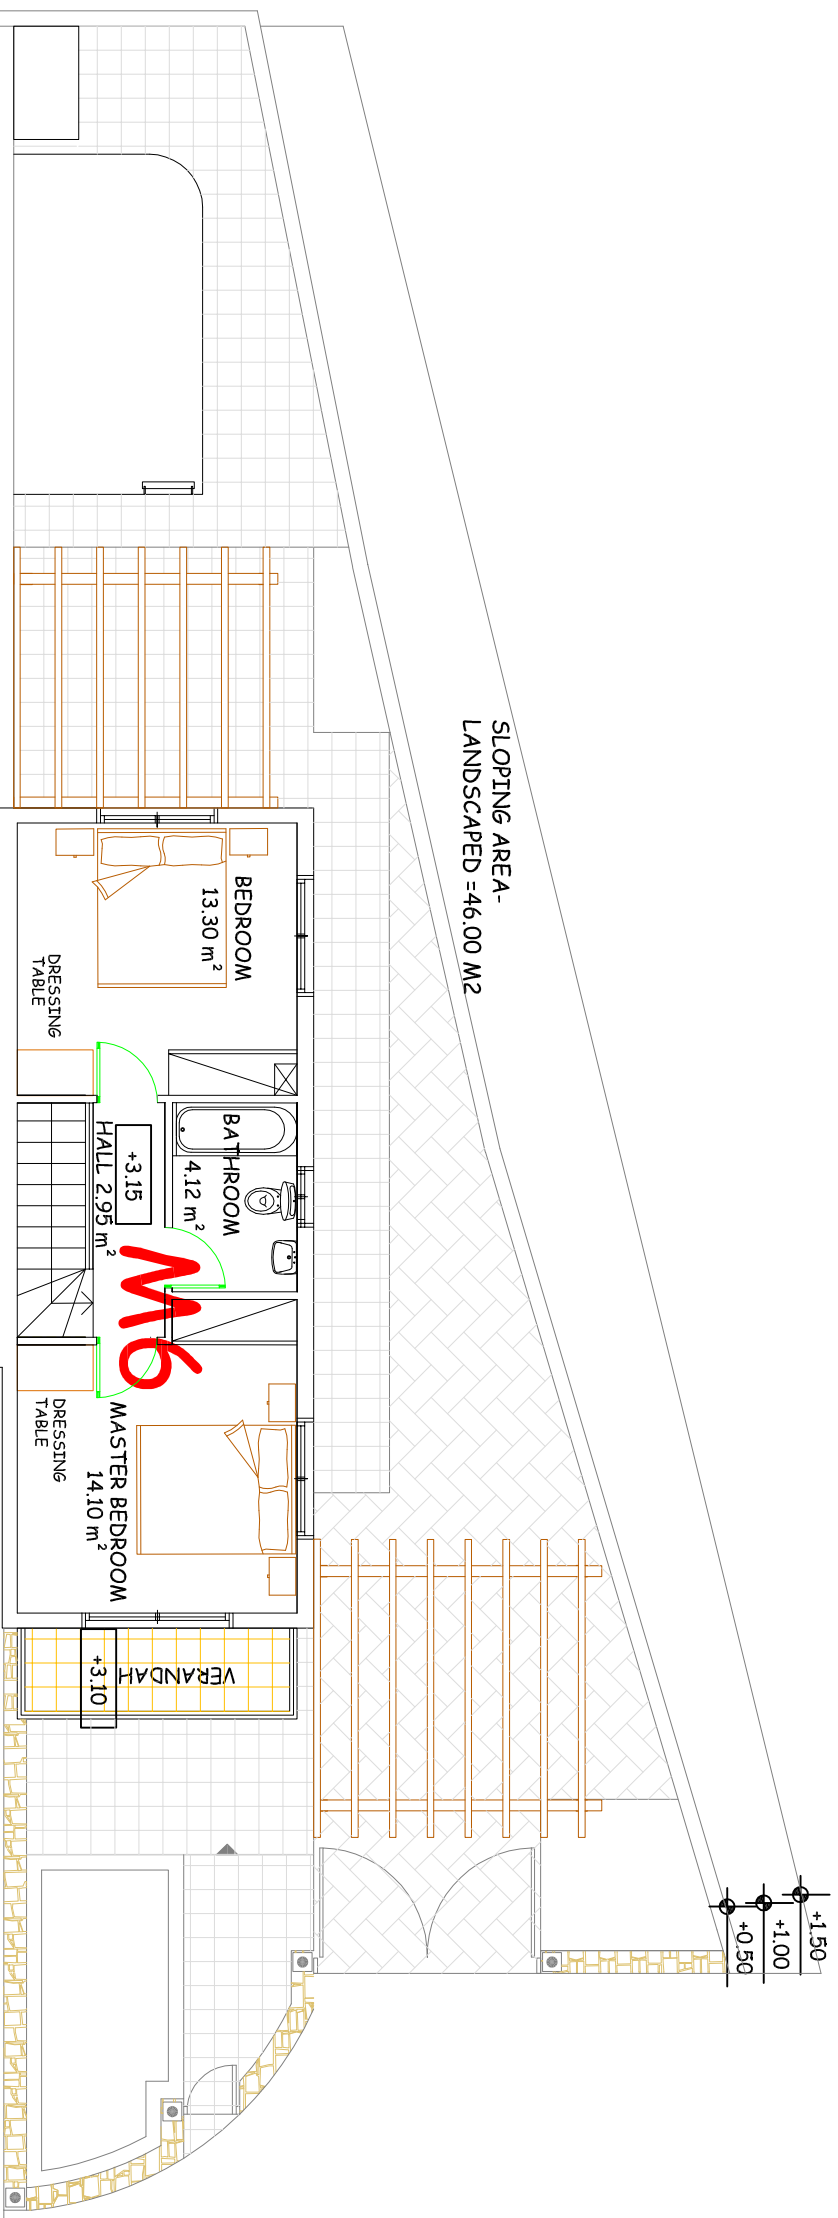 SLOPING AREA-
LANDSCAPED =46.00 M2
BEDROOM
13.30 m²
DRESSING
TABLE
BATHROOM
4.12 m²
+3.15
HALL 2.95 m²
M6
MASTER BEDROOM
14.10 m²
DRESSING
TABLE
VERANDAH
+3.10
+1.50
+1.00
+0.50